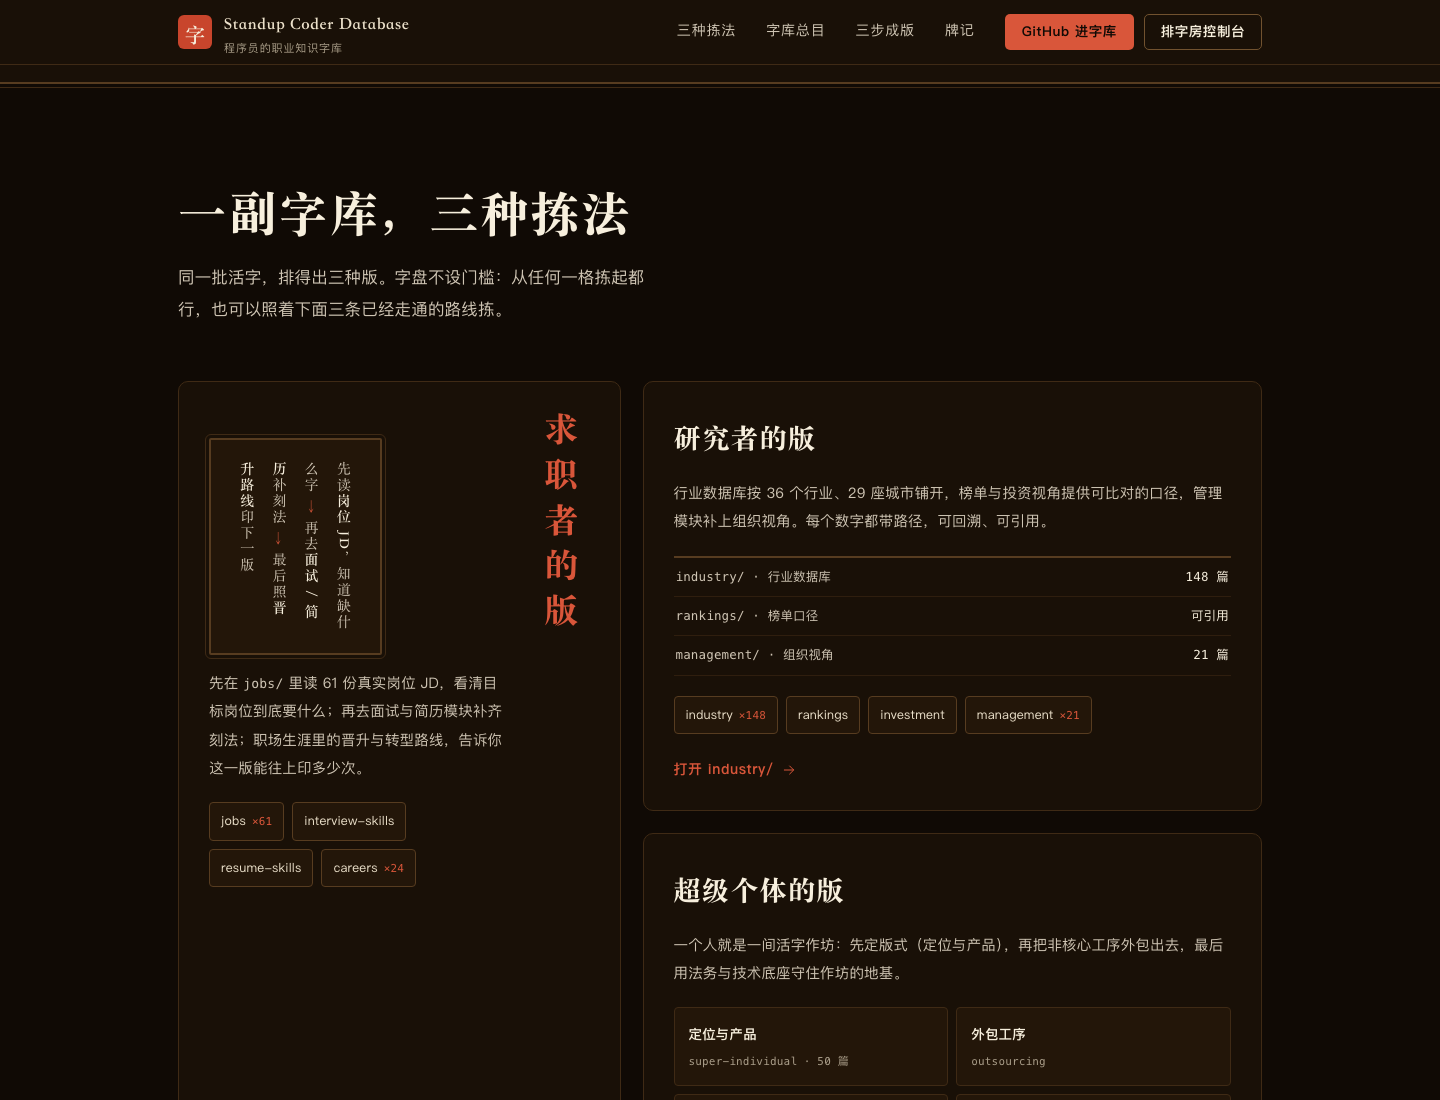 字
Standup Coder Database
程序员的职业知识字库
三种拣法
字库总目
三步成版
牌记
GitHub 进字库
排字房控制台
一副字库，三种拣法
同一批活字，排得出三种版。字盘不设门槛：从任何一格拣起都
行，也可以照着下面三条已经走通的路线拣。
求职者的版
先读岗位 JD，知道缺什
么字 → 再去面试 / 简
历补刻法 → 最后照晋
升路线印下一版
先在 jobs/ 里读 61 份真实岗位 JD，看清目
标岗位到底要什么；再去面试与简历模块补齐
刻法；职场生涯里的晋升与转型路线，告诉你
这一版能往上印多少次。
jobs ×61
interview-skills
resume-skills
careers ×24
研究者的版
行业数据库按 36 个行业、29 座城市铺开，榜单与投资视角提供可比对的口径，管理
模块补上组织视角。每个数字都带路径，可回溯、可引用。
industry/ · 行业数据库
148 篇
rankings/ · 榜单口径
可引用
management/ · 组织视角
21 篇
industry ×148
rankings
investment
management ×21
打开 industry/ →
超级个体的版
一个人就是一间活字作坊：先定版式（定位与产品），再把非核心工序外包出去，最后
用法务与技术底座守住作坊的地基。
定位与产品
super-individual · 50 篇
外包工序
outsourcing